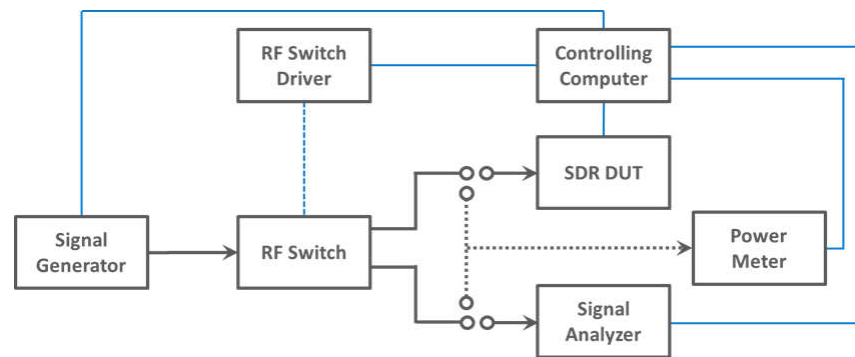 RF Switch
Driver
Controlling
Computer
SDR DUT
Signal
Generator
RF Switch
Power
Meter
Signal
Analyzer